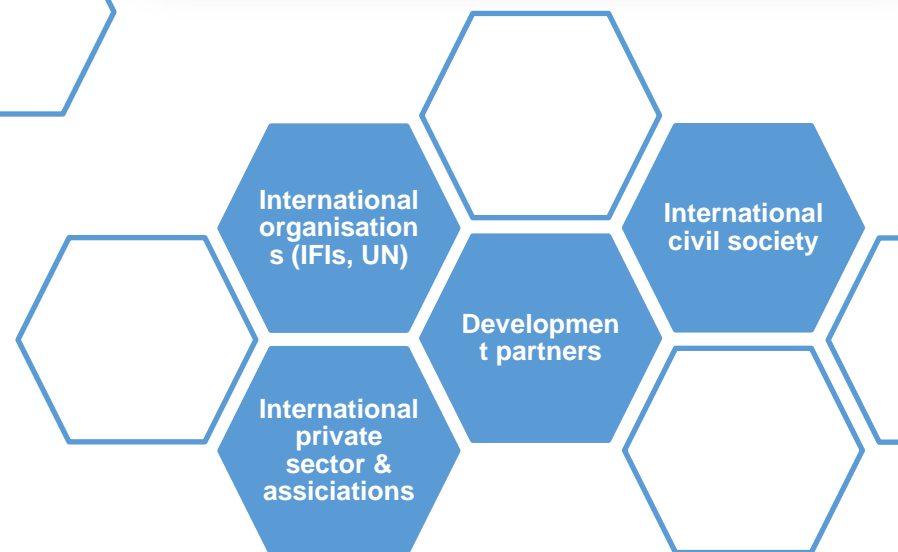 International
organisation
s (IFIs, UN)
International
civil society
Developmen
t partners
International
private
sector &
assiciations